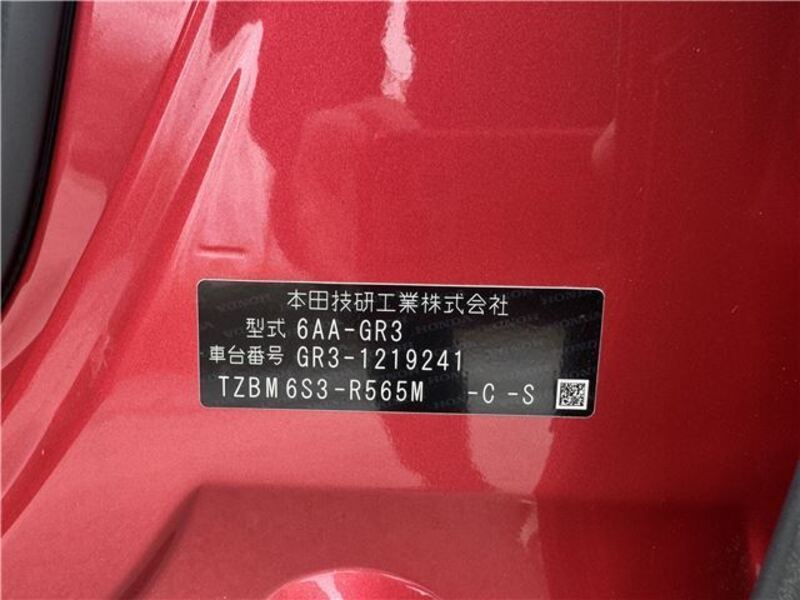 本田技研工業株式会社
型式 6AA-GR3
車台番号 GR3-1219241
TZBM6S3-R565M -C -S